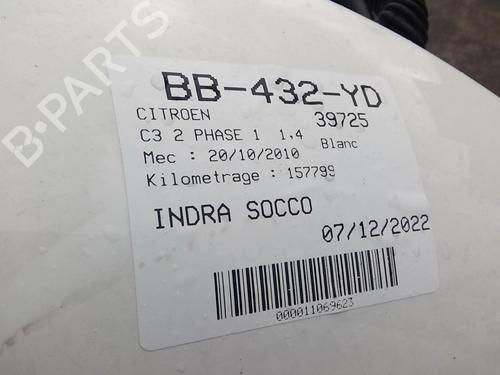 B-PARTS
BB-432-YD
CITROEN 39725
C3 2 PHASE 1 1,4 Blanc
Mec : 20/10/2010
Kilometrage : 157799
INDRA SOCCO
07/12/2022
000011069623